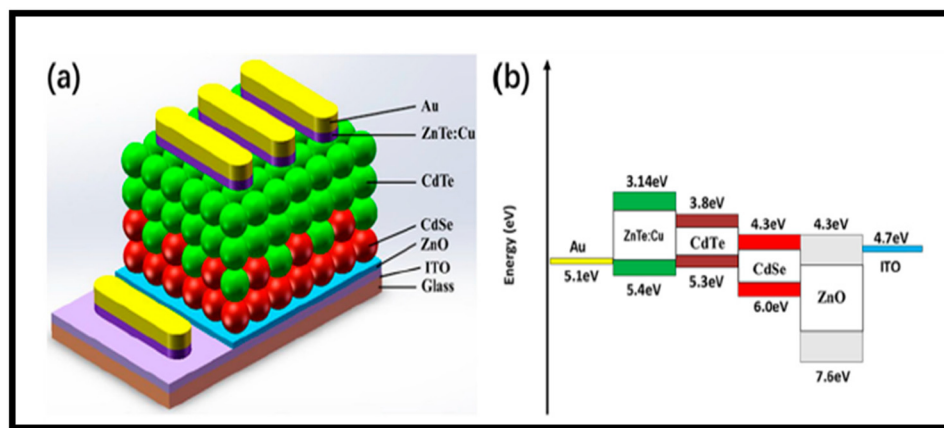 (a)
Au
ZnTe:Cu
CdTe
CdSe
ZnO
ITO
Glass
(b)
Energy (eV)
Au
5.1eV
3.14eV
ZnTe:Cu
5.4eV
3.8eV
CdTe
5.3eV
4.3eV
CdSe
6.0eV
4.3eV
ZnO
7.6eV
4.7eV
ITO